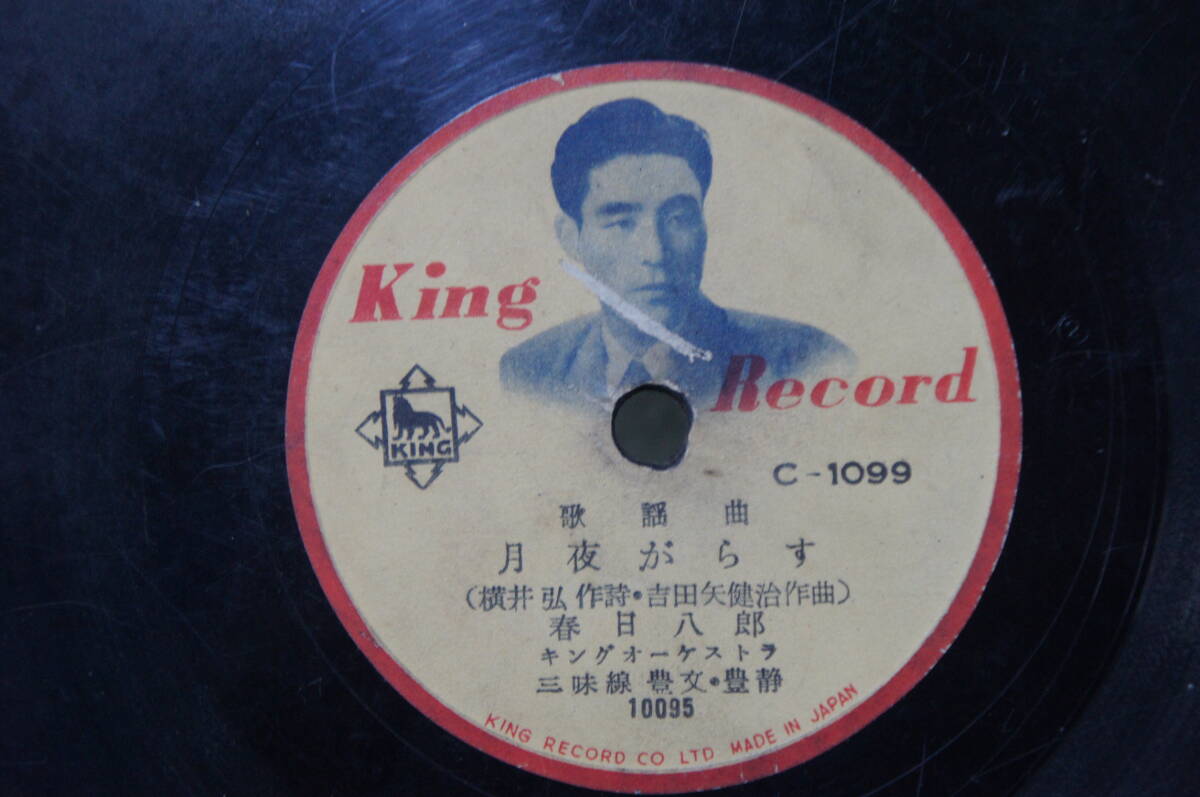 King
Record
KING
C-1099
歌謡曲
月夜がらす
(横井弘作詩・吉田矢健治作曲)
春日八郎
キングオーケストラ
三味線 豊文・豊静
10095
KING RECORD CO LTD MADE IN JAPAN